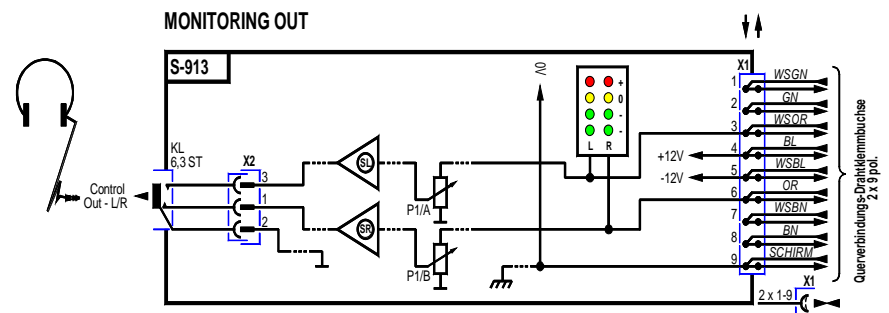 MONITORING OUT
S-913
0V
X1
KL
6,3 ST
X2
3
1
2
SL
SR
P1/A
P1/B
Control
Out - L/R
+
0
-
-
L R
+12V
-12V
1 WSGN
2 GN
3 WSOR
4 BL
5 WSBL
6 OR
7 WSBN
8 BN
9 SCHIRM
Querverbindungs-Drahtklemmbuchse
2 x 9 pol.
2 x 1-9
X1